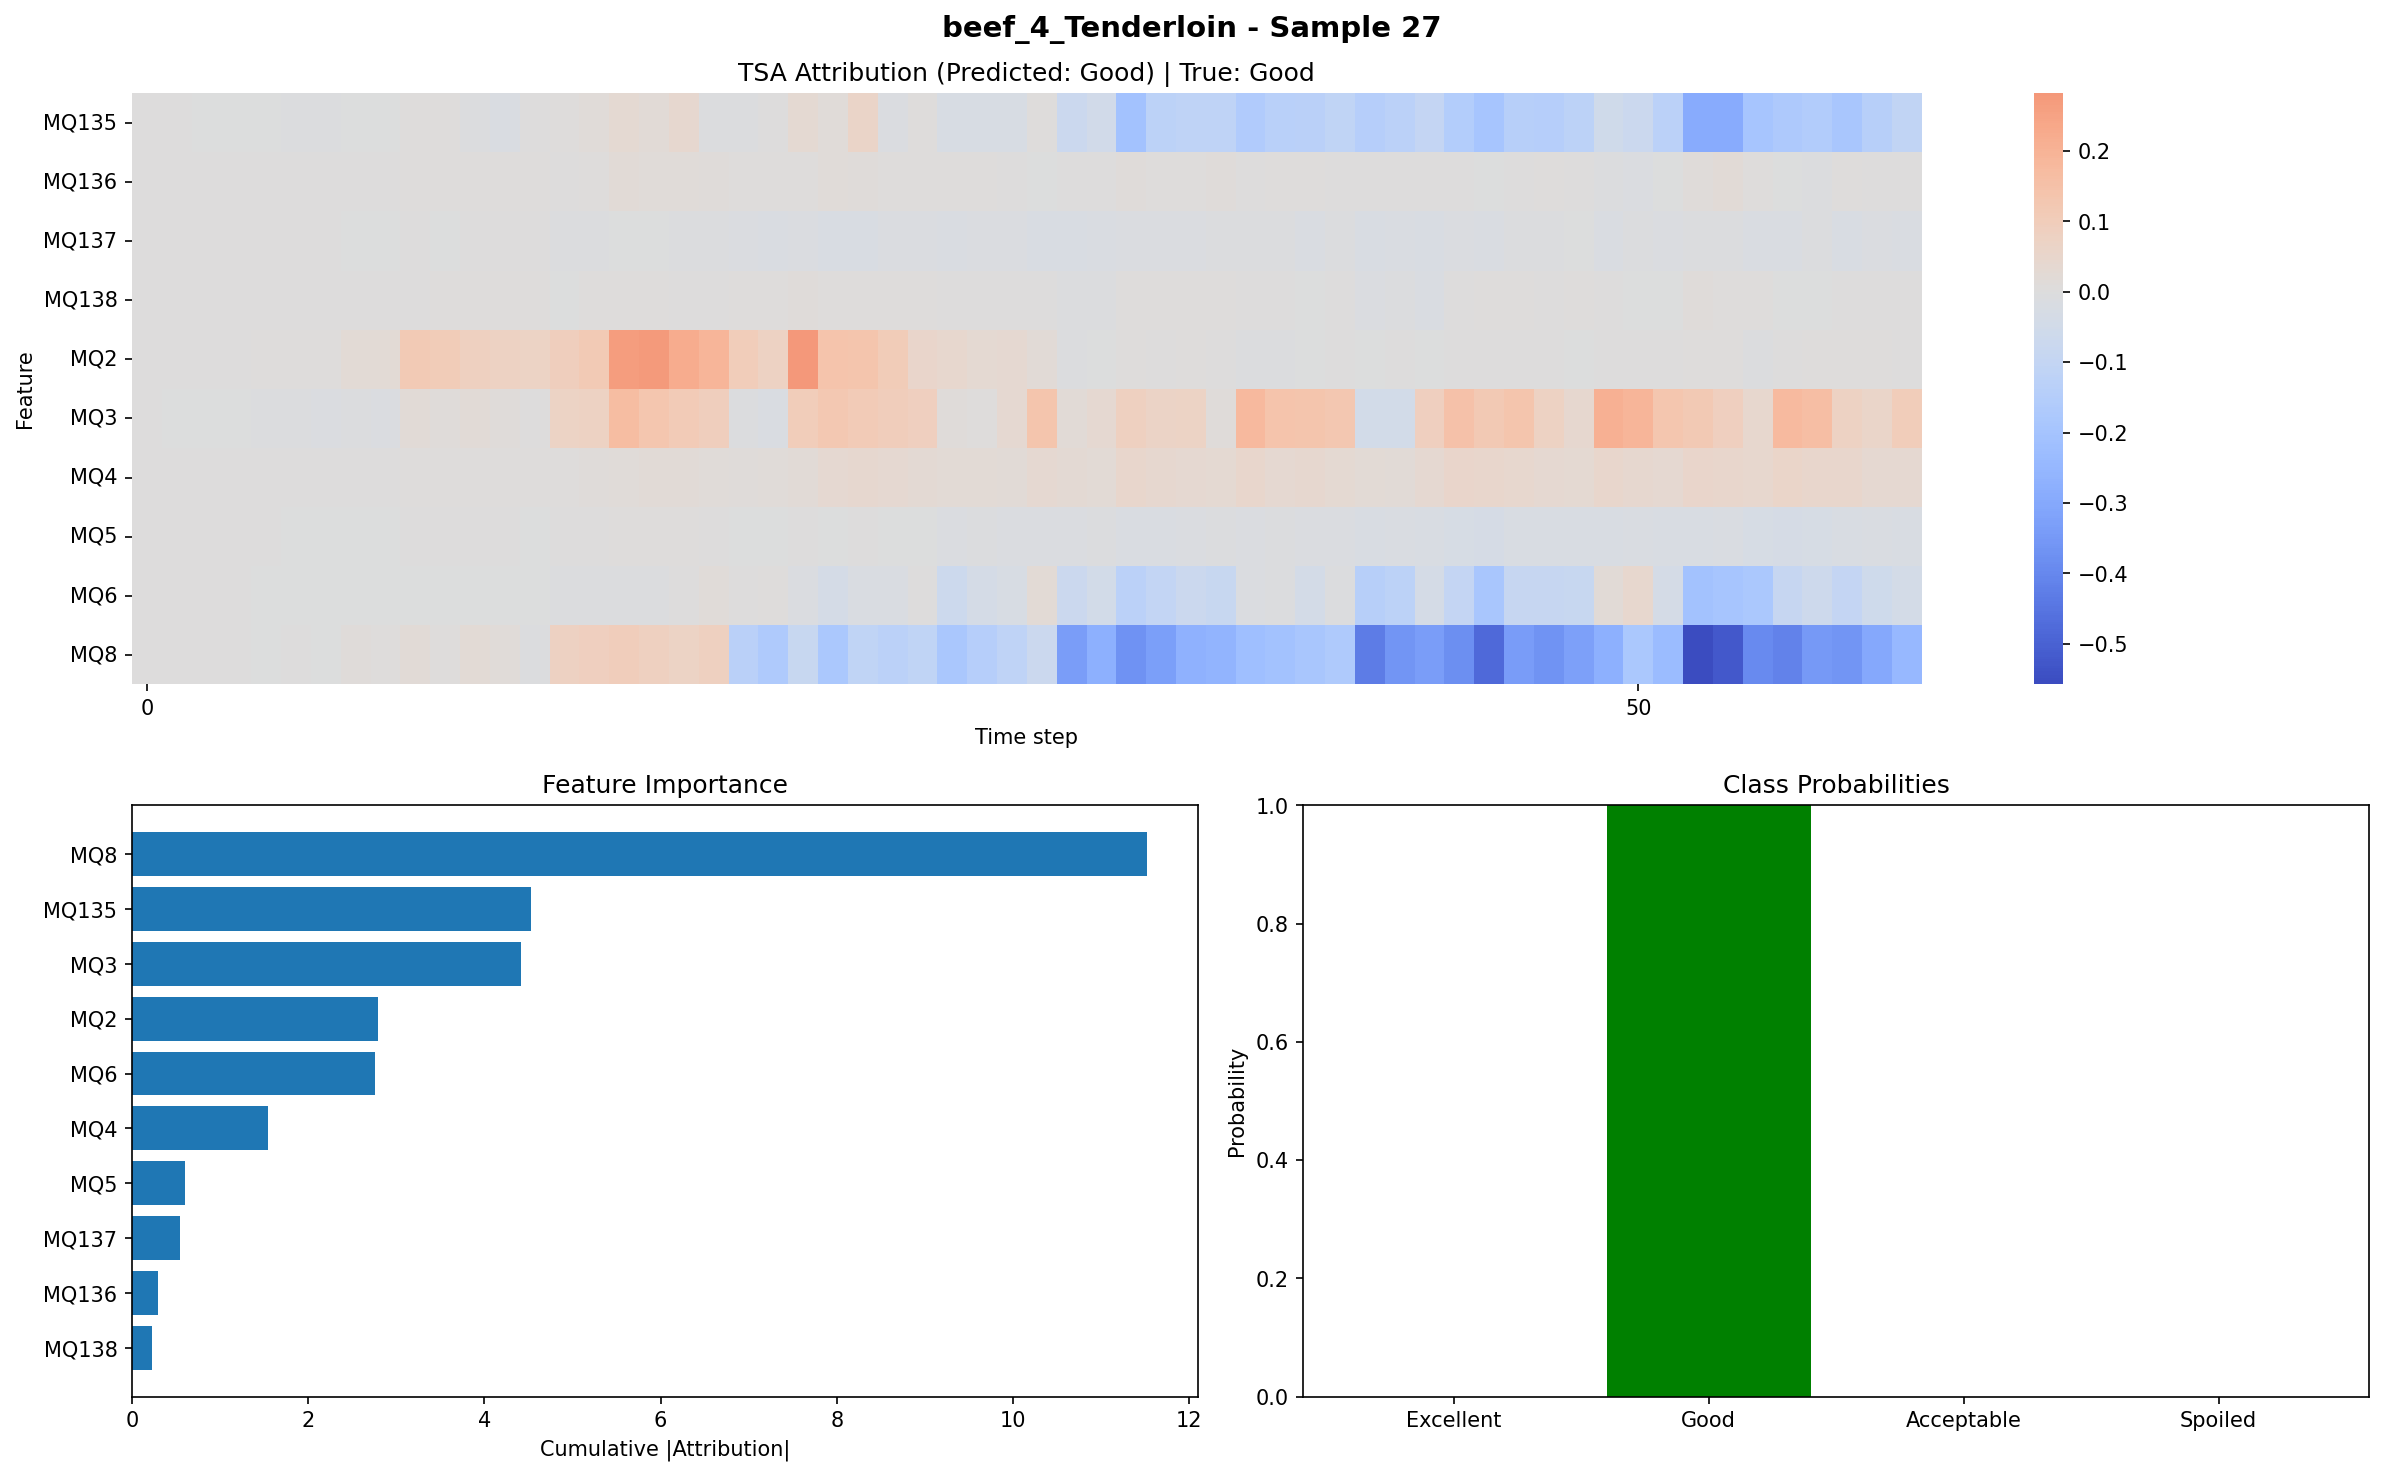 beef_4_Tenderloin - Sample 27
TSA Attribution (Predicted: Good) | True: Good
Feature
MQ135
MQ136
MQ137
MQ138
MQ2
MQ3
MQ4
MQ5
MQ6
MQ8
0
50
Time step
0.2
0.1
0.0
−0.1
−0.2
−0.3
−0.4
−0.5
Feature Importance
MQ8
MQ135
MQ3
MQ2
MQ6
MQ4
MQ5
MQ137
MQ136
MQ138
0 2 4 6 8 10 12
Cumulative |Attribution|
Class Probabilities
Probability
1.0
0.8
0.6
0.4
0.2
0.0
Excellent Good Acceptable Spoiled